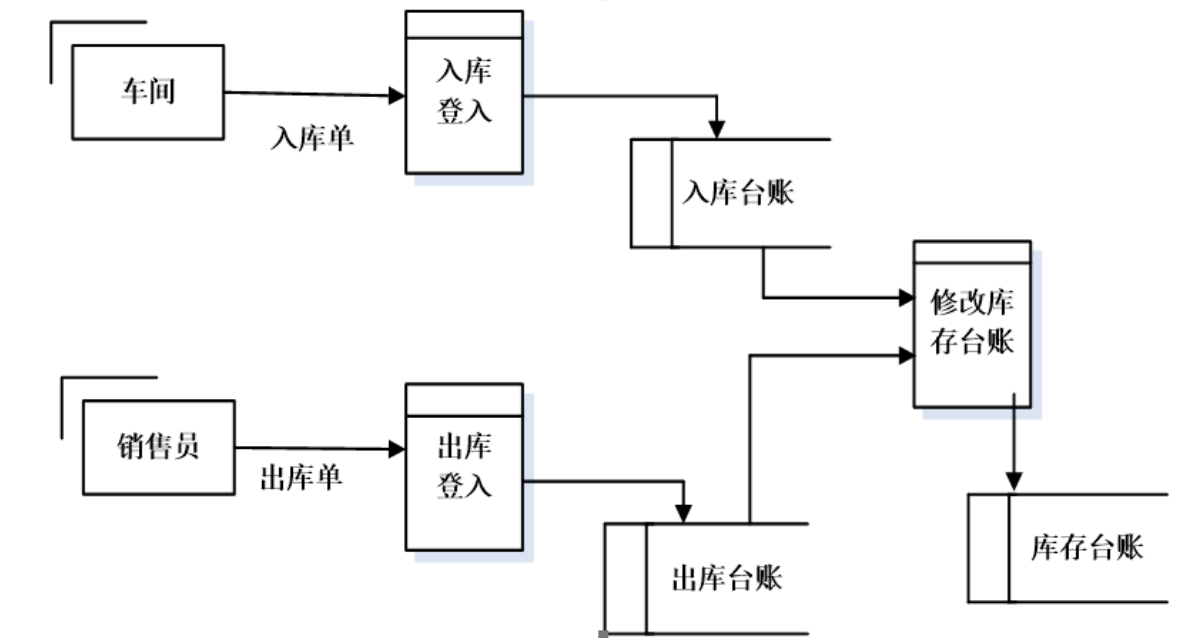 车间
入库单
入库
登入
入库台账
修改库
存台账
销售员
出库单
出库
登入
出库台账
库存台账